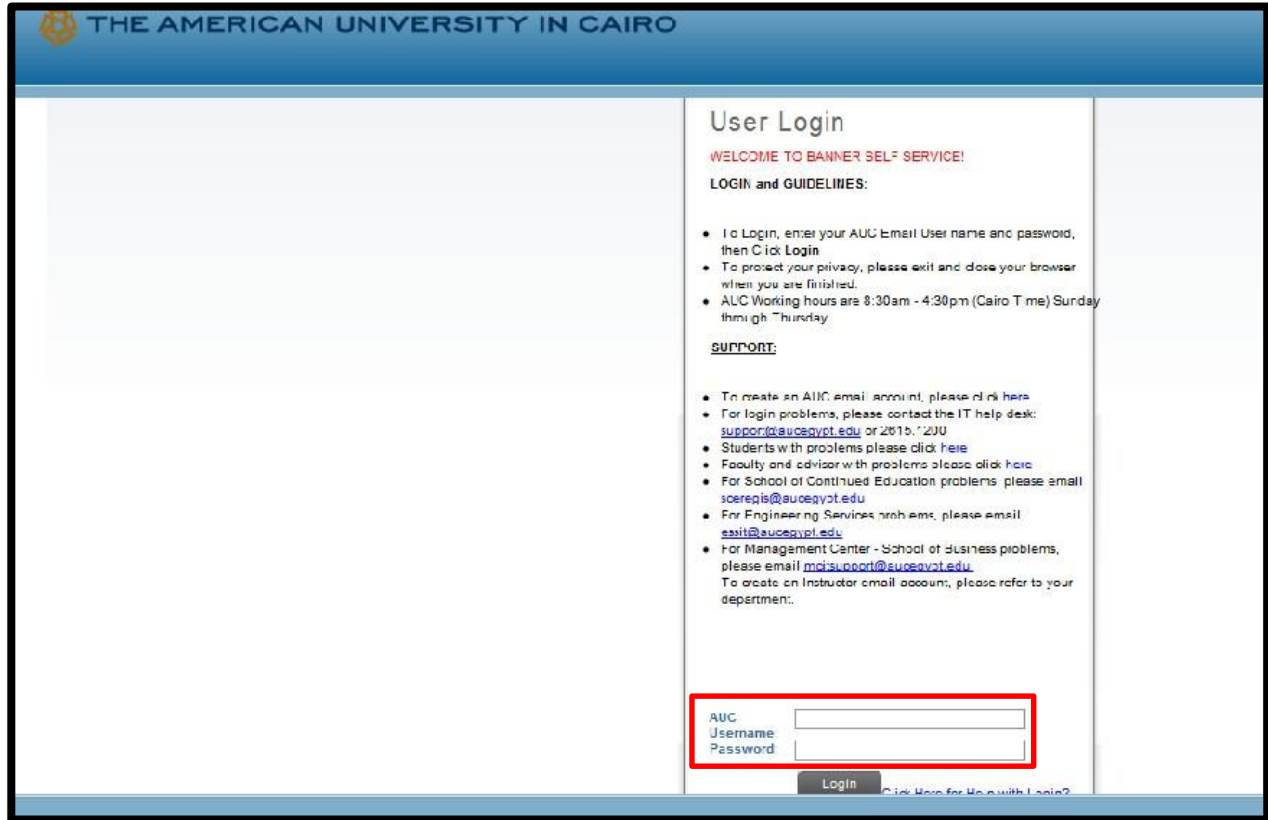 THE AMERICAN UNIVERSITY IN CAIRO
User Login
WELCOME TO BANNER SELF SERVICE!
LOGIN and GUIDELINES:
To Login, enter your AUC Email User name and password,
then Click Login
To protect your privacy, please exit and close your browser
when you are finished.
AUC Working hours are 8:30am - 4:30pm (Cairo Time) Sunday
through Thursday
SUPPORT:
To create an AUC email account, please click here
For login problems, please contact the IT help desk:
support@aucegypt.edu or 2615.1200
Students with problems please click here
Faculty and advisor with problems please click here
For School of Continued Education problems please email
sceregis@aucegypt.edu
For Engineering Services problems, please email
essit@aucegypt.edu
For Management Center - School of Business problems,
please email mcitsupport@aucegypt.edu
To create an Instructor email account, please refer to your
department.
AUC
Username
Password
Login
Click Here for Help with Login?